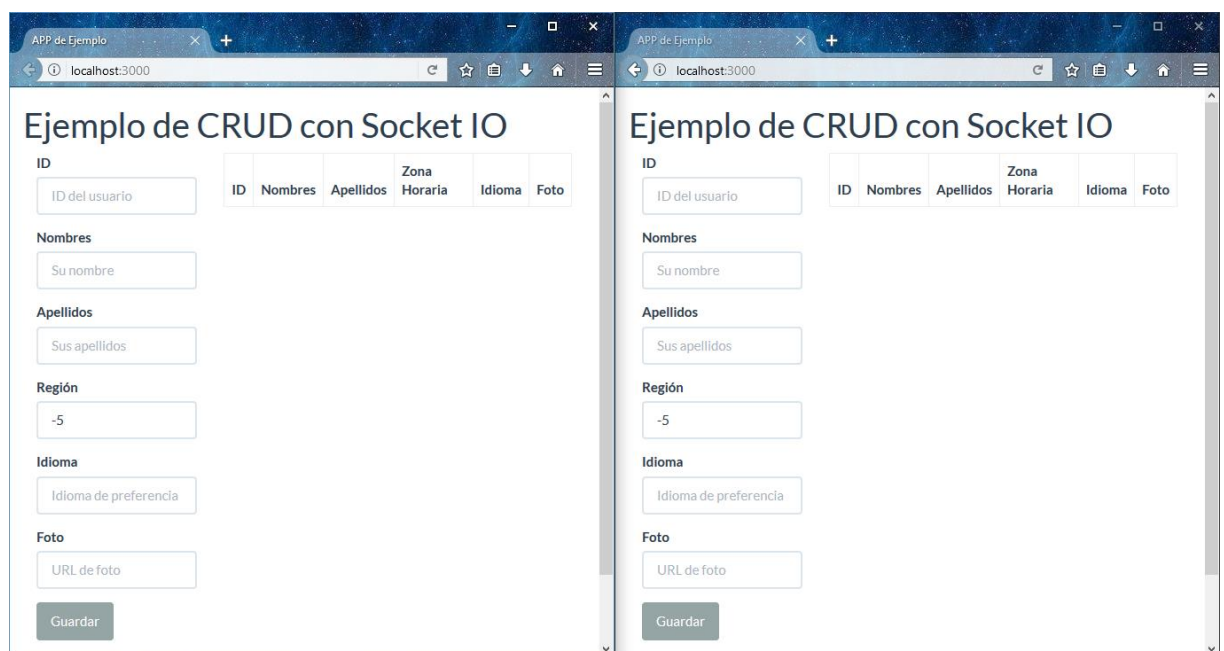 APP de Ejemplo
localhost:3000
Ejemplo de CRUD con Socket IO
ID
ID del usuario
Nombres
Su nombre
Apellidos
Sus apellidos
Región
-5
Idioma
Idioma de preferencia
Foto
URL de foto
Guardar
ID Nombres Apellidos Zona
Horaria Idioma Foto
APP de Ejemplo
localhost:3000
Ejemplo de CRUD con Socket IO
ID
ID del usuario
Nombres
Su nombre
Apellidos
Sus apellidos
Región
-5
Idioma
Idioma de preferencia
Foto
URL de foto
Guardar
ID Nombres Apellidos Zona
Horaria Idioma Foto